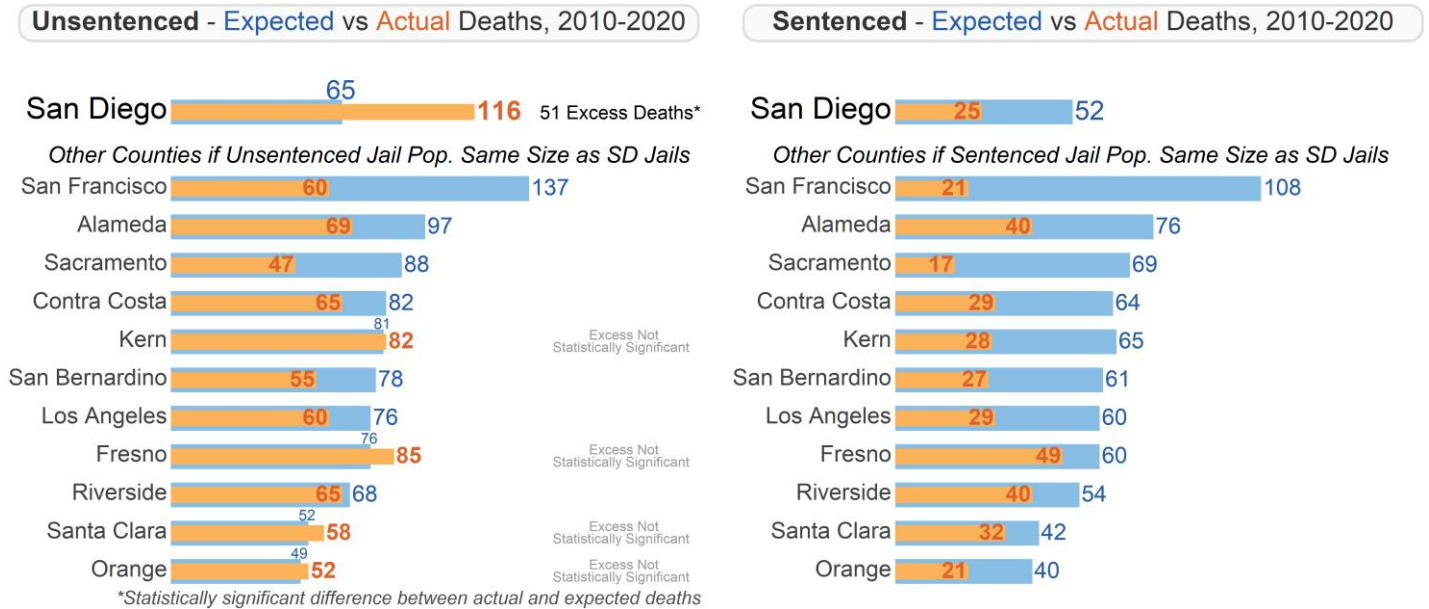 Unsentenced - Expected vs Actual Deaths, 2010-2020
65
San Diego 116 51 Excess Deaths*
Other Counties if Unsentenced Jail Pop. Same Size as SD Jails
San Francisco 60 137
Alameda 69 97
Sacramento 47 88
Contra Costa 65 82
81
Kern 82 Excess Not
Statistically Significant
San Bernardino 55 78
Los Angeles 60 76
76
Fresno 85 Excess Not
Statistically Significant
Riverside 65 68
52
Santa Clara 58 Excess Not
Statistically Significant
49
Orange 52 Excess Not
Statistically Significant
*Statistically significant difference between actual and expected deaths
Sentenced - Expected vs Actual Deaths, 2010-2020
San Diego 25 52
Other Counties if Sentenced Jail Pop. Same Size as SD Jails
San Francisco 21 108
Alameda 40 76
Sacramento 17 69
Contra Costa 29 64
Kern 28 65
San Bernardino 27 61
Los Angeles 29 60
Fresno 49 60
Riverside 40 54
Santa Clara 32 42
Orange 21 40